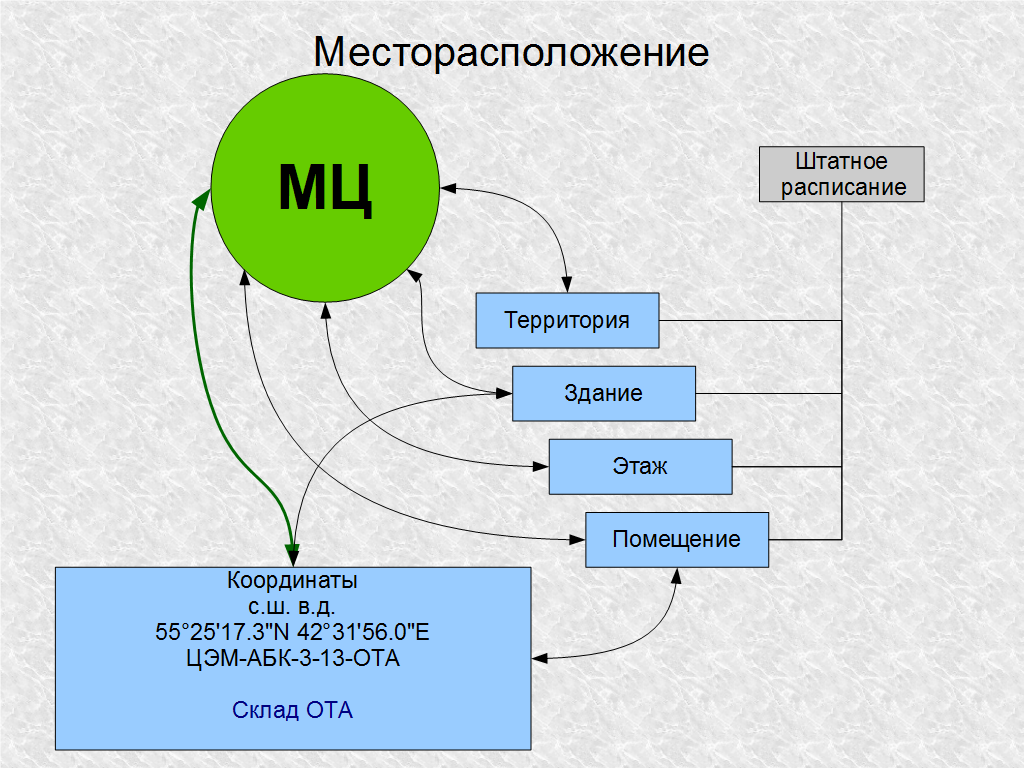 Месторасположение
МЦ
Штатное
расписание
Территория
Здание
Этаж
Помещение
Координаты
с.ш. в.д.
55°25'17.3"N 42°31'56.0"E
ЦЭМ-АБК-3-13-ОТА
Склад ОТА